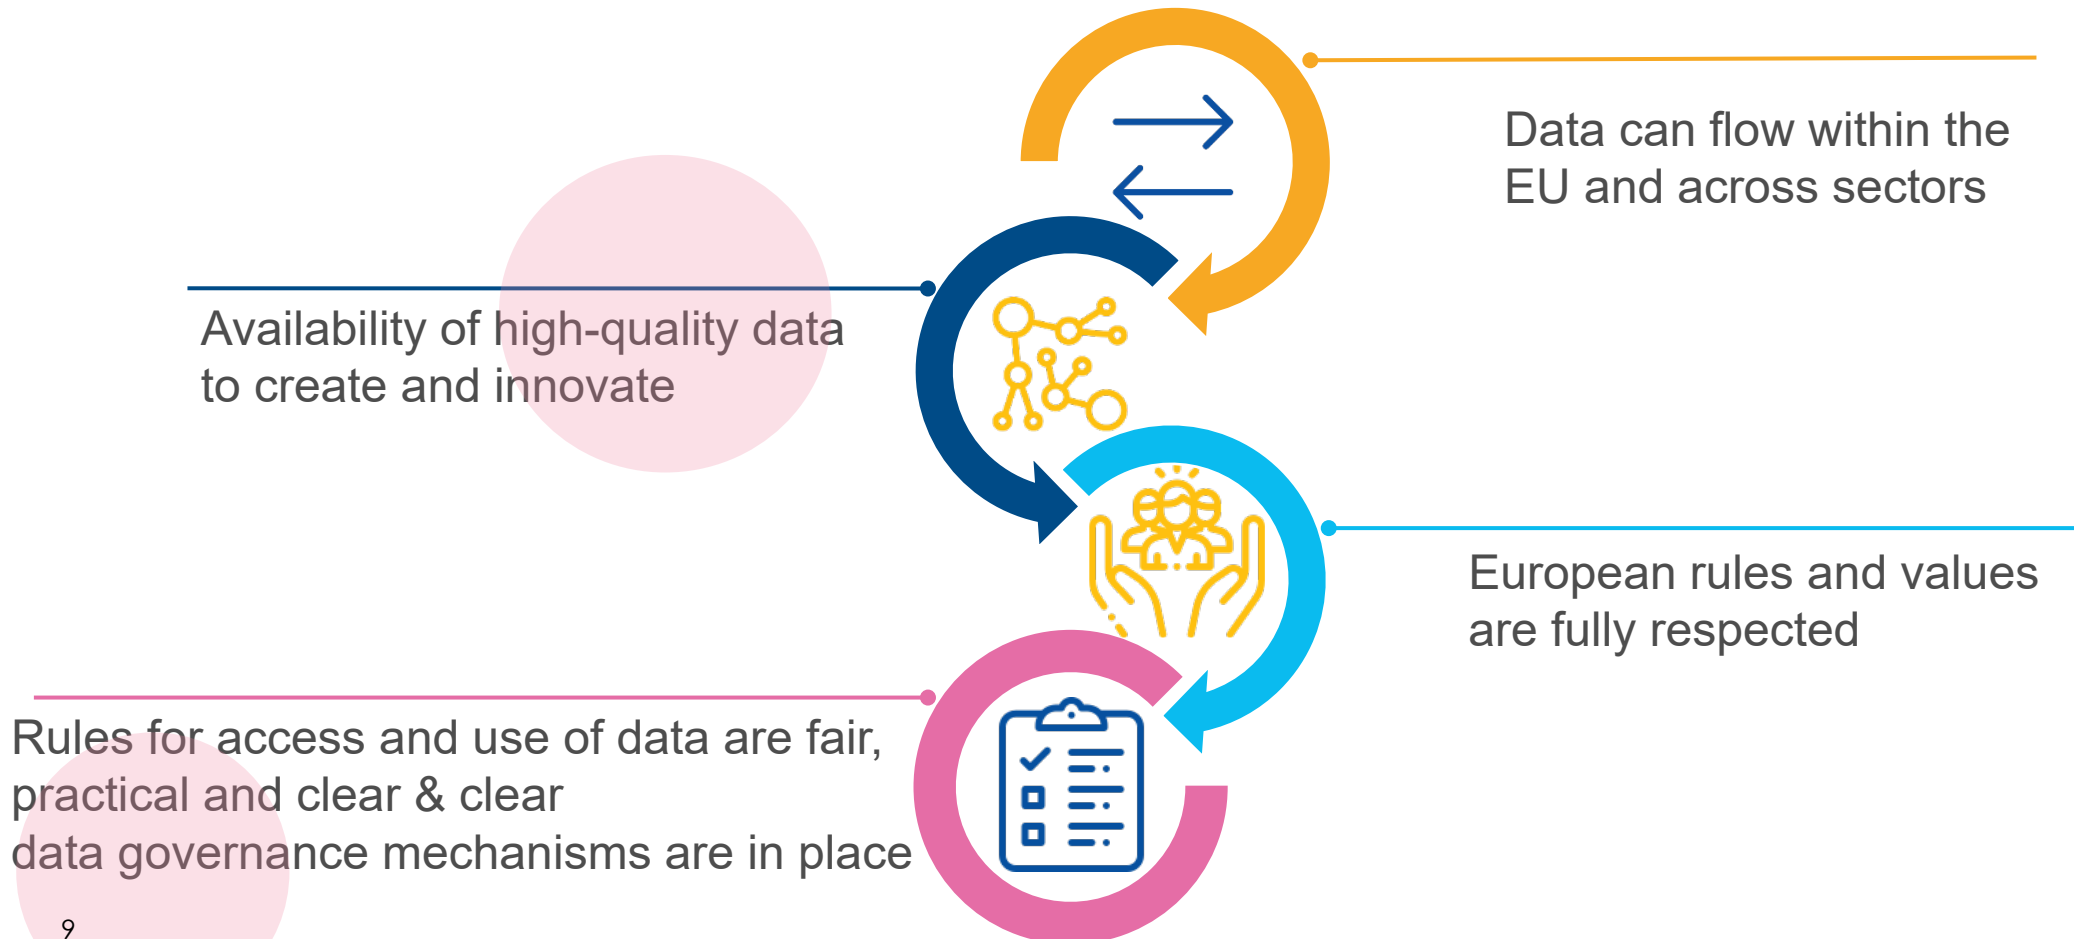 Data can flow within the
EU and across sectors
Availability of high-quality data
to create and innovate
European rules and values
are fully respected
Rules for access and use of data are fair,
practical and clear & clear
data governance mechanisms are in place
9